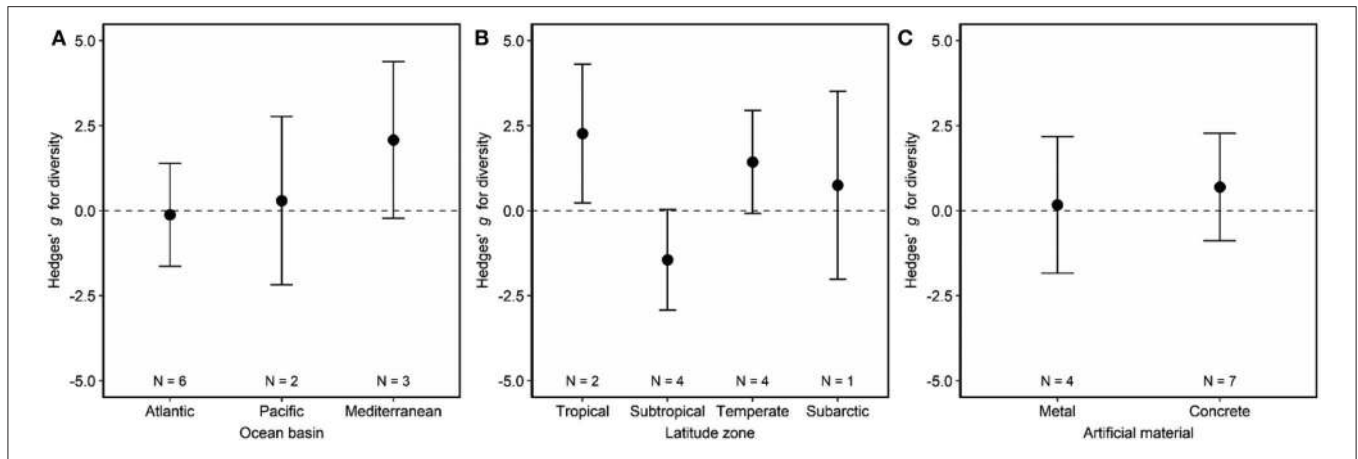 A
Hedges' g for diversity
5.0
2.5
0.0
-2.5
-5.0
N = 6
N = 2
N = 3
Atlantic
Pacific
Mediterranean
Ocean basin
B
Hedges' g for diversity
5.0
2.5
0.0
-2.5
-5.0
N = 2
N = 4
N = 4
N = 1
Tropical
Subtropical
Temperate
Subarctic
Latitude zone
C
Hedges' g for diversity
5.0
2.5
0.0
-2.5
-5.0
N = 4
N = 7
Metal
Concrete
Artificial material